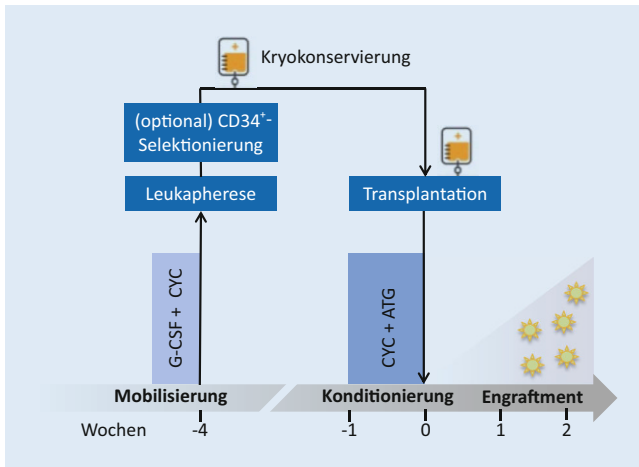 Kryokonservierung
(optional) CD34⁺-
Selektionierung
Leukapherese
Transplantation
G-CSF + CYC
CYC + ATG
Mobilisierung
Konditionierung
Engraftment
Wochen
-4
-1
0
1
2